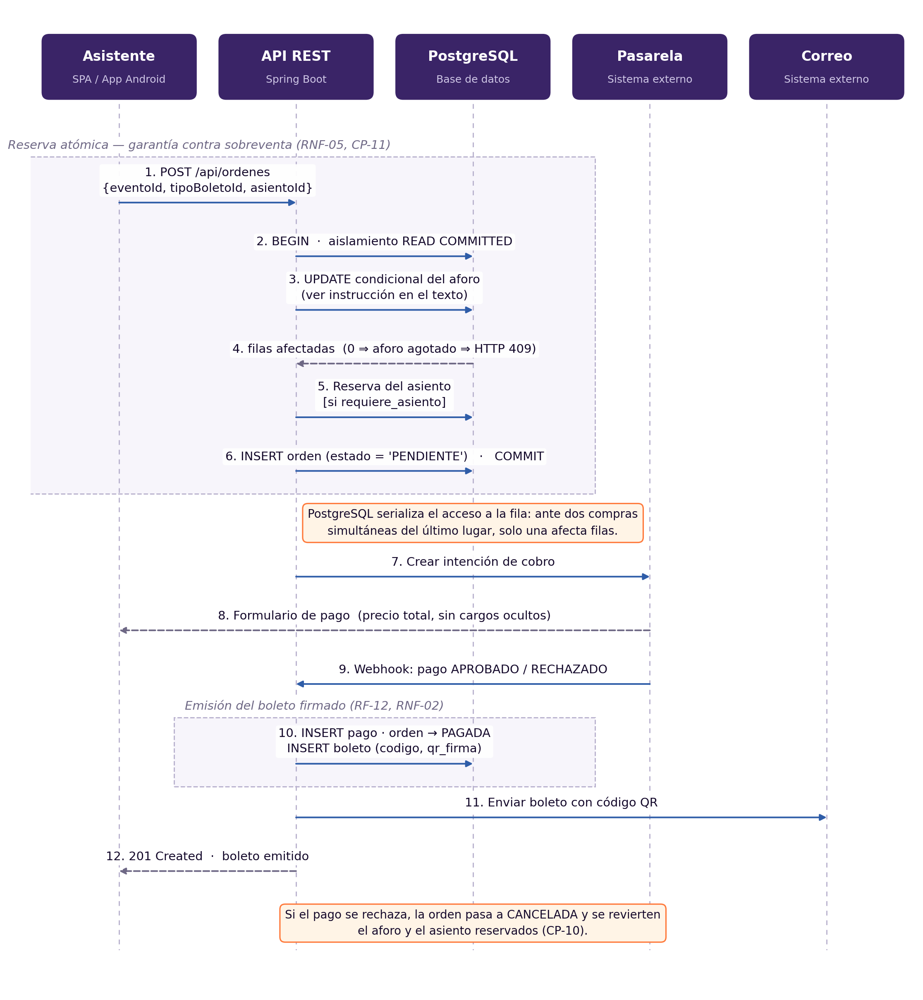 Asistente
SPA / App Android
API REST
Spring Boot
PostgreSQL
Base de datos
Pasarela
Sistema externo
Correo
Sistema externo
Reserva atómica — garantía contra sobreventa (RNF-05, CP-11)
1. POST /api/ordenes
{eventoId, tipoBoletoId, asientoId}
2. BEGIN · aislamiento READ COMMITTED
3. UPDATE condicional del aforo
(ver instrucción en el texto)
4. filas afectadas (0 ⇒ aforo agotado ⇒ HTTP 409)
5. Reserva del asiento
[si requiere_asiento]
6. INSERT orden (estado = 'PENDIENTE') · COMMIT
PostgreSQL serializa el acceso a la fila: ante dos compras
simultáneas del último lugar, solo una afecta filas.
7. Crear intención de cobro
8. Formulario de pago (precio total, sin cargos ocultos)
9. Webhook: pago APROBADO / RECHAZADO
Emisión del boleto firmado (RF-12, RNF-02)
10. INSERT pago · orden → PAGADA
INSERT boleto (codigo, qr_firma)
11. Enviar boleto con código QR
12. 201 Created · boleto emitido
Si el pago se rechaza, la orden pasa a CANCELADA y se revierten
el aforo y el asiento reservados (CP-10).